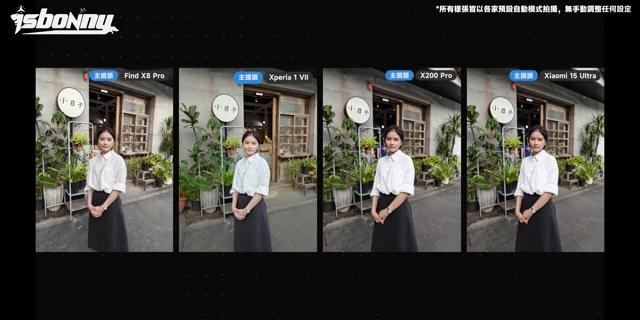 isbonny
*所有樣張皆以各家預設自動模式拍攝，無手動調整任何設定
主鏡頭 Find X8 Pro
主鏡頭 Xperia 1 VII
主鏡頭 X200 Pro
主鏡頭 Xiaomi 15 Ultra
小日子
小日子
小日子
小日子